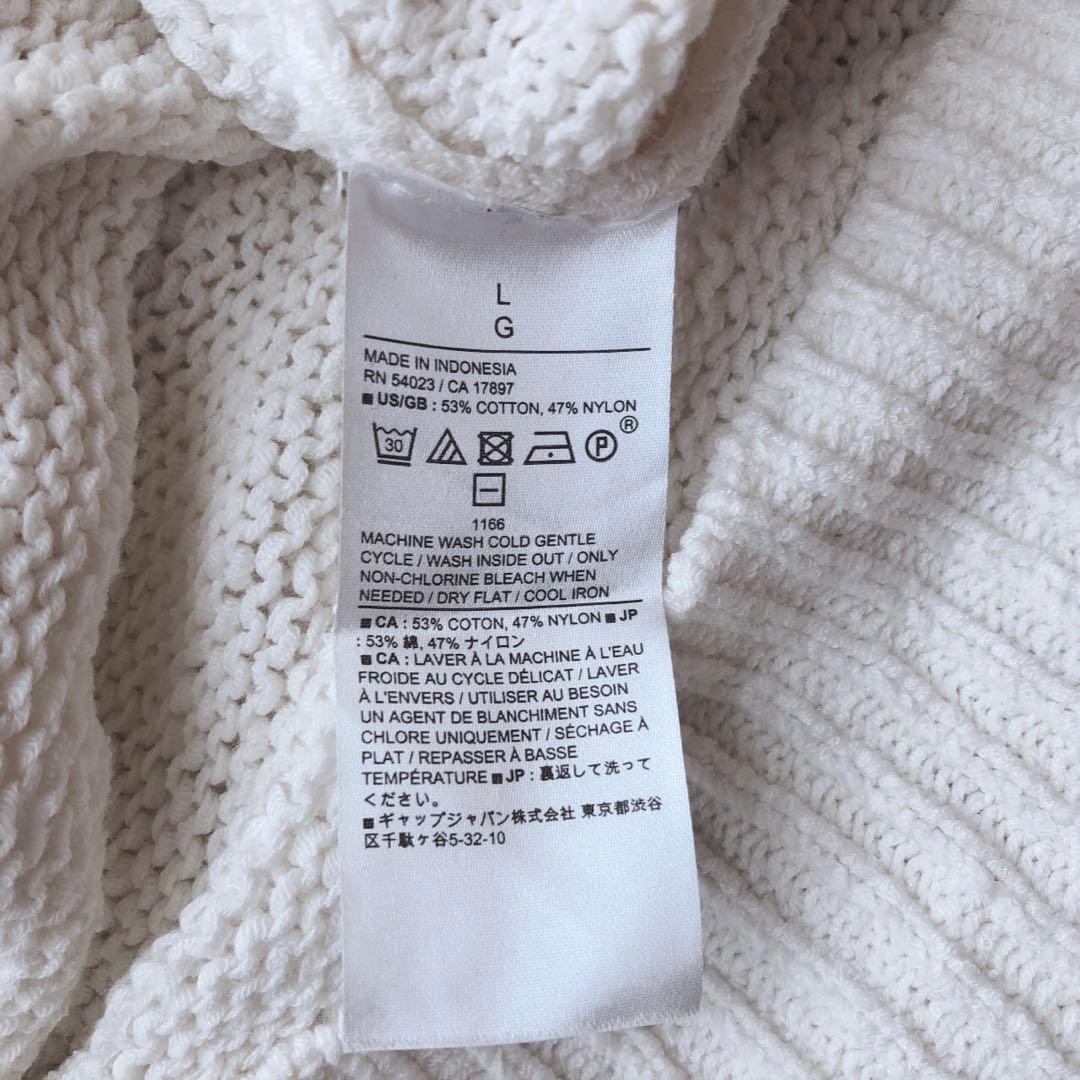 L
G
MADE IN INDONESIA
RN 54023 / CA 17897
■ US/GB : 53% COTTON, 47% NYLON
30 P ®
1166
MACHINE WASH COLD GENTLE
CYCLE / WASH INSIDE OUT / ONLY
NON-CHLORINE BLEACH WHEN
NEEDED / DRY FLAT / COOL IRON
■ CA : 53% COTON, 47% NYLON ■ JP
: 53% 綿, 47% ナイロン
■ CA : LAVER À LA MACHINE À L'EAU
FROIDE AU CYCLE DÉLICAT / LAVER
À L'ENVERS / UTILISER AU BESOIN
UN AGENT DE BLANCHIMENT SANS
CHLORE UNIQUEMENT / SÉCHAGE À
PLAT / REPASSER À BASSE
TEMPÉRATURE ■ JP : 裏返して洗って
ください。
■ ギャップジャパン株式会社 東京都渋谷
区千駄ヶ谷5-32-10